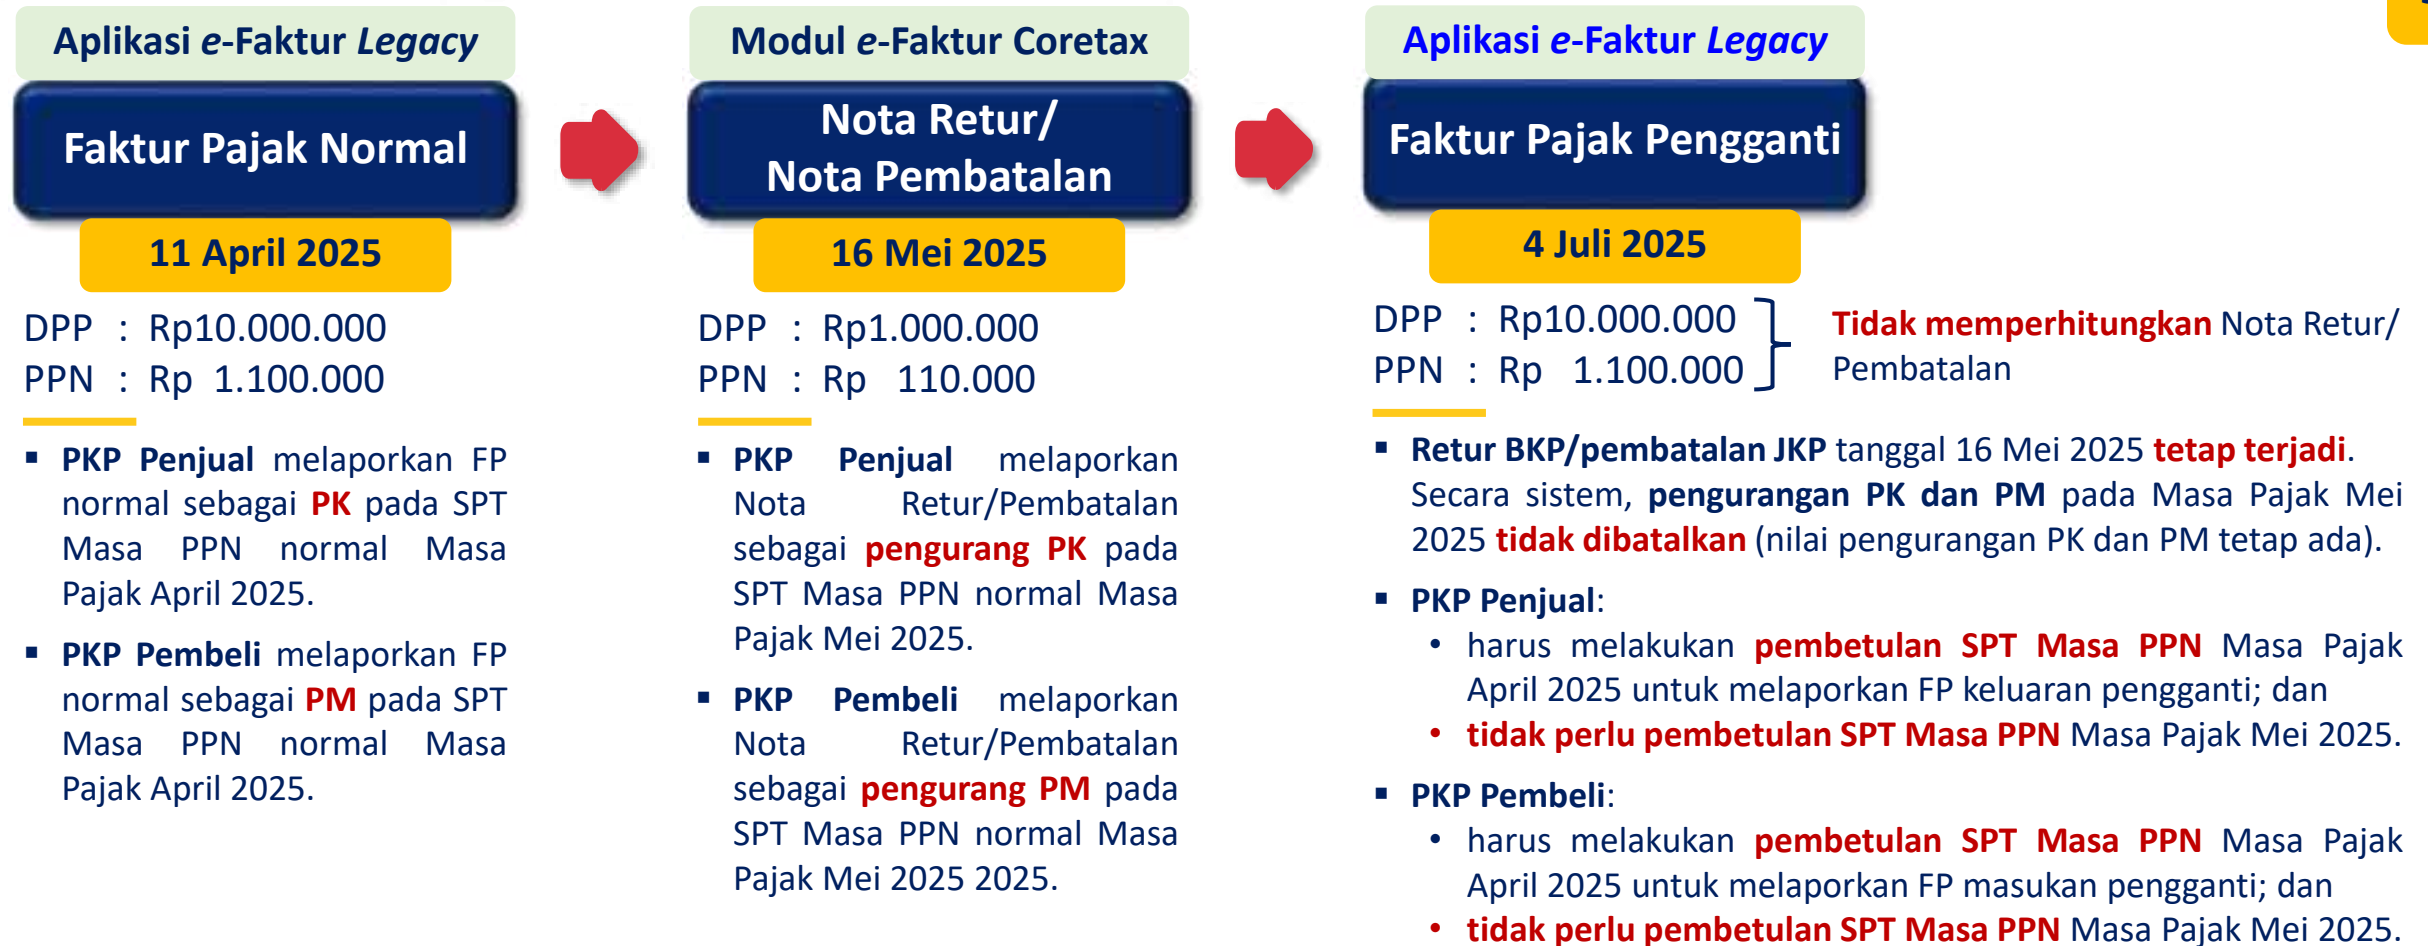 Aplikasi e-Faktur Legacy
Faktur Pajak Normal
11 April 2025
DPP : Rp10.000.000
PPN : Rp 1.100.000
▪ PKP Penjual melaporkan FP
normal sebagai PK pada SPT
Masa PPN normal Masa
Pajak April 2025.
▪ PKP Pembeli melaporkan FP
normal sebagai PM pada SPT
Masa PPN normal Masa
Pajak April 2025.
Modul e-Faktur Coretax
Nota Retur/
Nota Pembatalan
16 Mei 2025
DPP : Rp1.000.000
PPN : Rp 110.000
▪ PKP Penjual melaporkan
Nota Retur/Pembatalan
sebagai pengurang PK pada
SPT Masa PPN normal Masa
Pajak Mei 2025.
▪ PKP Pembeli melaporkan
Nota Retur/Pembatalan
sebagai pengurang PM pada
SPT Masa PPN normal Masa
Pajak Mei 2025 2025.
Aplikasi e-Faktur Legacy
Faktur Pajak Pengganti
4 Juli 2025
DPP : Rp10.000.000
PPN : Rp 1.100.000
Tidak memperhitungkan Nota Retur/
Pembatalan
▪ Retur BKP/pembatalan JKP tanggal 16 Mei 2025 tetap terjadi.
Secara sistem, pengurangan PK dan PM pada Masa Pajak Mei
2025 tidak dibatalkan (nilai pengurangan PK dan PM tetap ada).
▪ PKP Penjual:
• harus melakukan pembetulan SPT Masa PPN Masa Pajak
April 2025 untuk melaporkan FP keluaran pengganti; dan
• tidak perlu pembetulan SPT Masa PPN Masa Pajak Mei 2025.
▪ PKP Pembeli:
• harus melakukan pembetulan SPT Masa PPN Masa Pajak
April 2025 untuk melaporkan FP masukan pengganti; dan
• tidak perlu pembetulan SPT Masa PPN Masa Pajak Mei 2025.